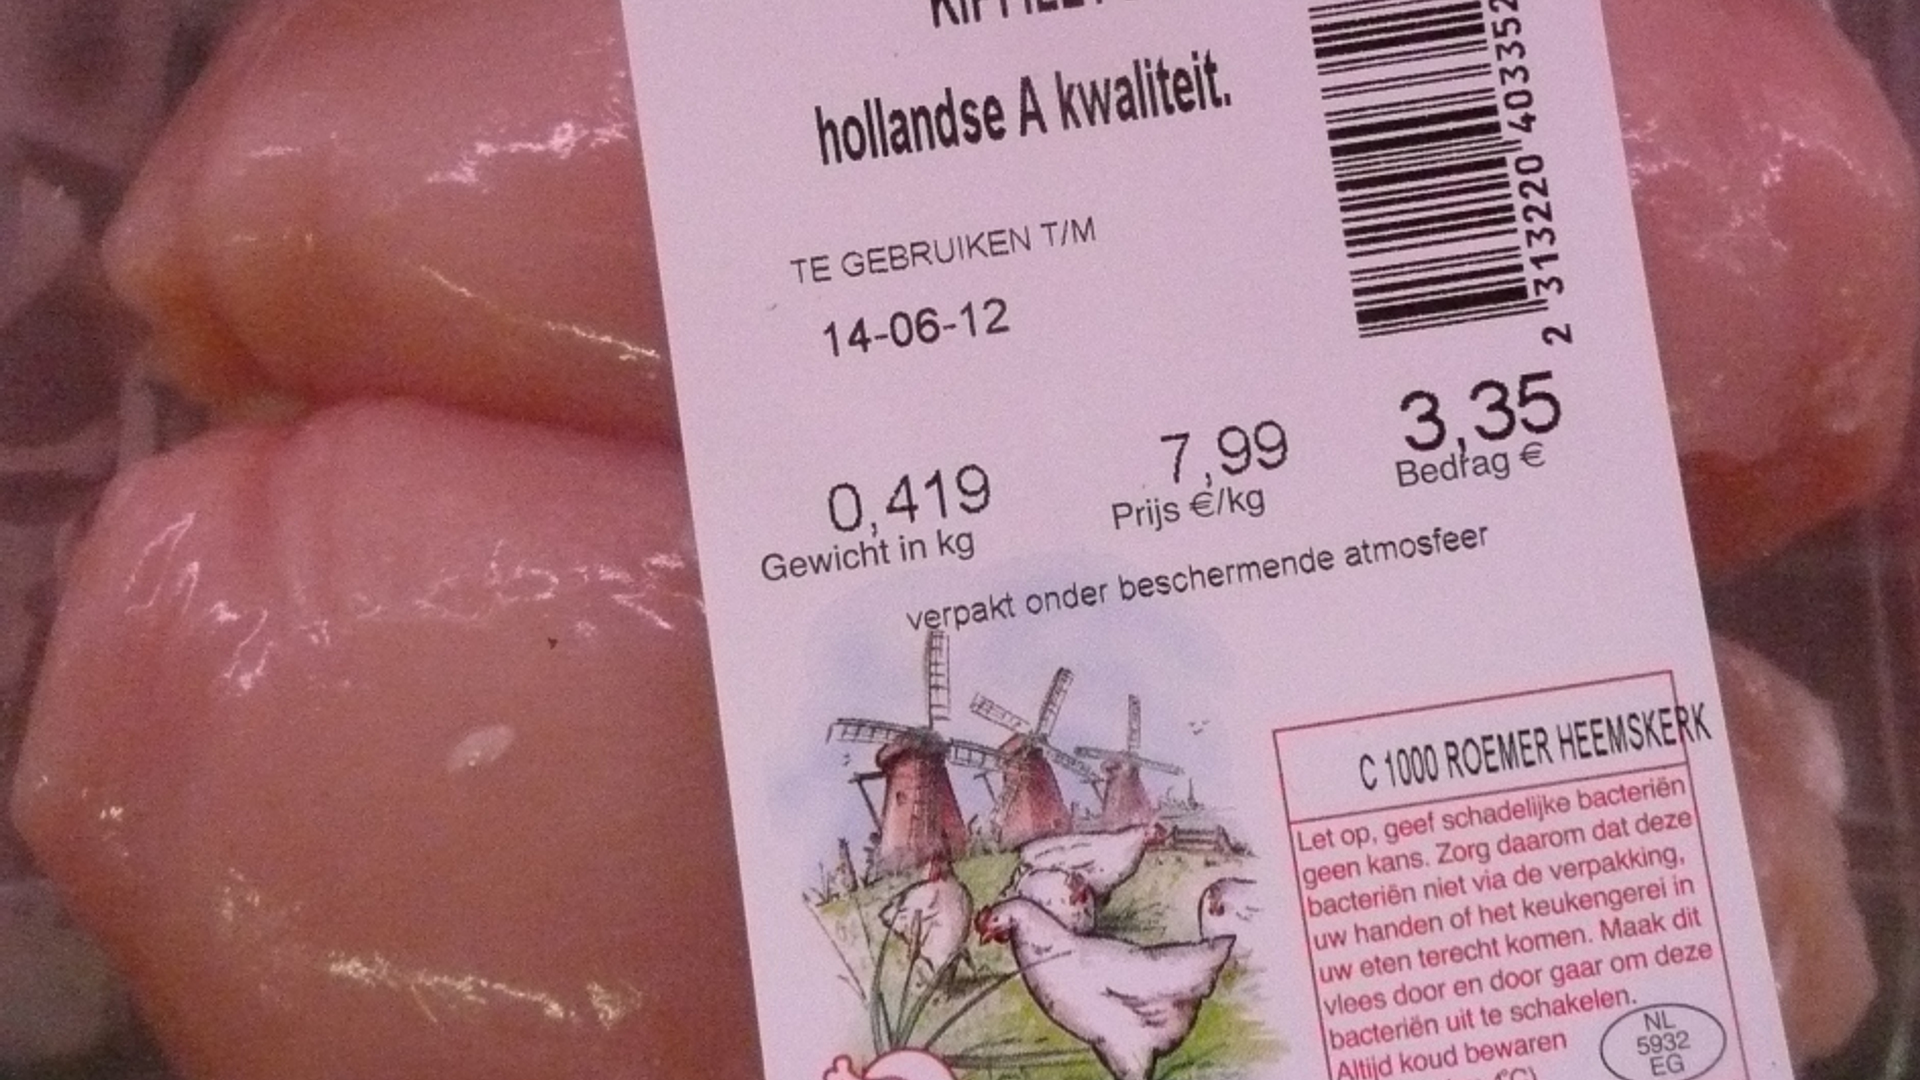 hollandse A kwaliteit.
TE GEBRUIKEN T/M
14-06-12
2 313220 403352
0,419
Gewicht in kg
7,99
Prijs €/kg
3,35
Bedrag €
verpakt onder beschermende atmosfeer
C 1000 ROEMER HEEMSKERK
Let op, geef schadelijke bacteriën
geen kans. Zorg daarom dat deze
bacteriën niet via de verpakking,
uw handen of het keukengerei in
uw eten terecht komen. Maak dit
vlees door en door gaar om deze
bacteriën uit te schakelen.
Altijd koud bewaren
NL
5932
EG